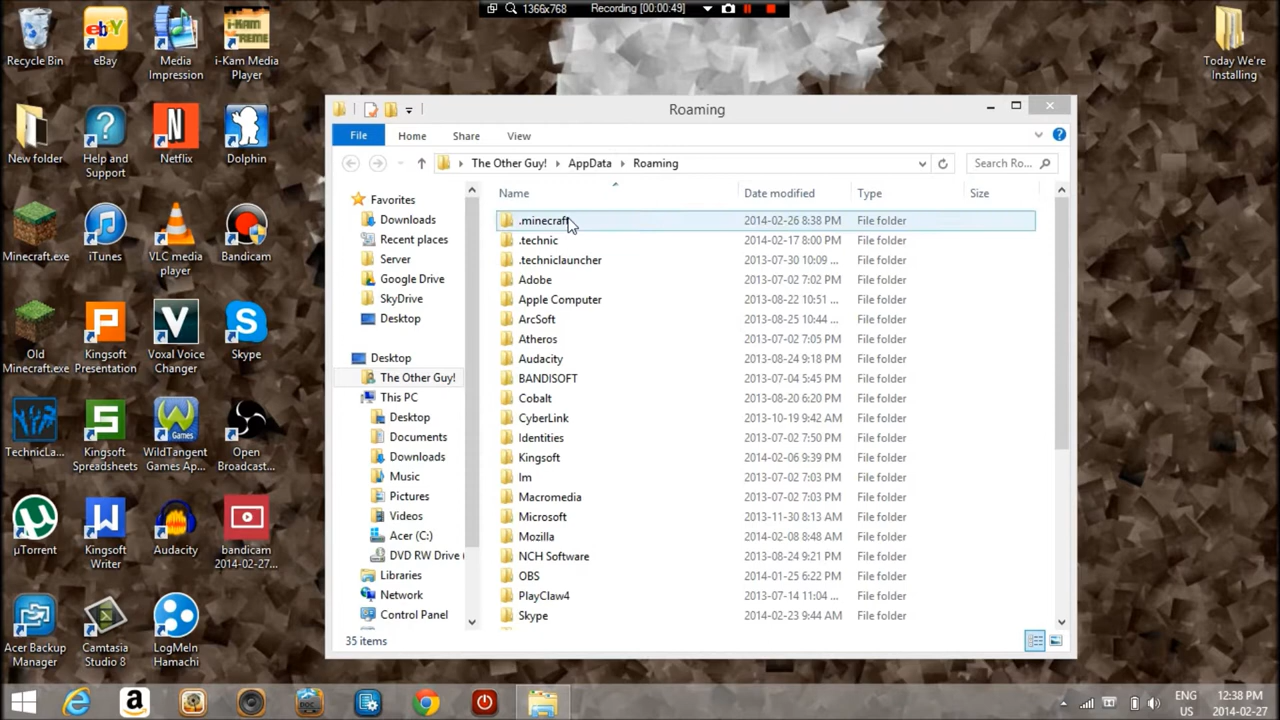 1366x768 Recording [00:00:49]
Recycle Bin
eBay
Media Impression
i-Kam Media Player
i-KAM XTREME
New folder
Help and Support
Netflix
Dolphin
Minecraft.exe
iTunes
VLC media player
Bandicam
Old Minecraft.exe
Kingsoft Presentation
Voxal Voice Changer
Skype
TechnicLa...
Kingsoft Spreadsheets
WildTangent Games Ap...
Open Broadcast...
µTorrent
Kingsoft Writer
Audacity
bandicam 2014-02-27...
Acer Backup Manager
Camtasia Studio 8
LogMeIn Hamachi
Today We're Installing
Roaming
File Home Share View
The Other Guy! AppData Roaming Search Ro...
Favorites
Downloads
Recent places
Server
Google Drive
SkyDrive
Desktop
Desktop
The Other Guy!
This PC
Desktop
Documents
Downloads
Music
Pictures
Videos
Acer (C:)
DVD RW Drive (
Libraries
Network
Control Panel
Name Date modified Type Size
.minecraft 2014-02-26 8:38 PM File folder
.technic 2014-02-17 8:00 PM File folder
.techniclauncher 2013-07-30 10:09 ... File folder
Adobe 2013-07-02 7:02 PM File folder
Apple Computer 2013-08-22 10:51 ... File folder
ArcSoft 2013-08-25 10:44 ... File folder
Atheros 2013-07-02 7:05 PM File folder
Audacity 2013-08-24 9:18 PM File folder
BANDISOFT 2013-07-04 5:45 PM File folder
Cobalt 2013-08-20 6:20 PM File folder
CyberLink 2013-10-19 9:42 AM File folder
Identities 2013-07-02 7:50 PM File folder
Kingsoft 2014-02-06 9:39 PM File folder
lm 2013-07-02 7:03 PM File folder
Macromedia 2013-07-02 7:03 PM File folder
Microsoft 2013-11-30 8:13 AM File folder
Mozilla 2014-02-08 8:48 AM File folder
NCH Software 2013-08-24 9:21 PM File folder
OBS 2014-01-25 6:22 PM File folder
PlayClaw4 2013-07-14 11:04 ... File folder
Skype 2014-02-23 9:44 AM File folder
35 items
ENG US
12:38 PM
2014-02-27